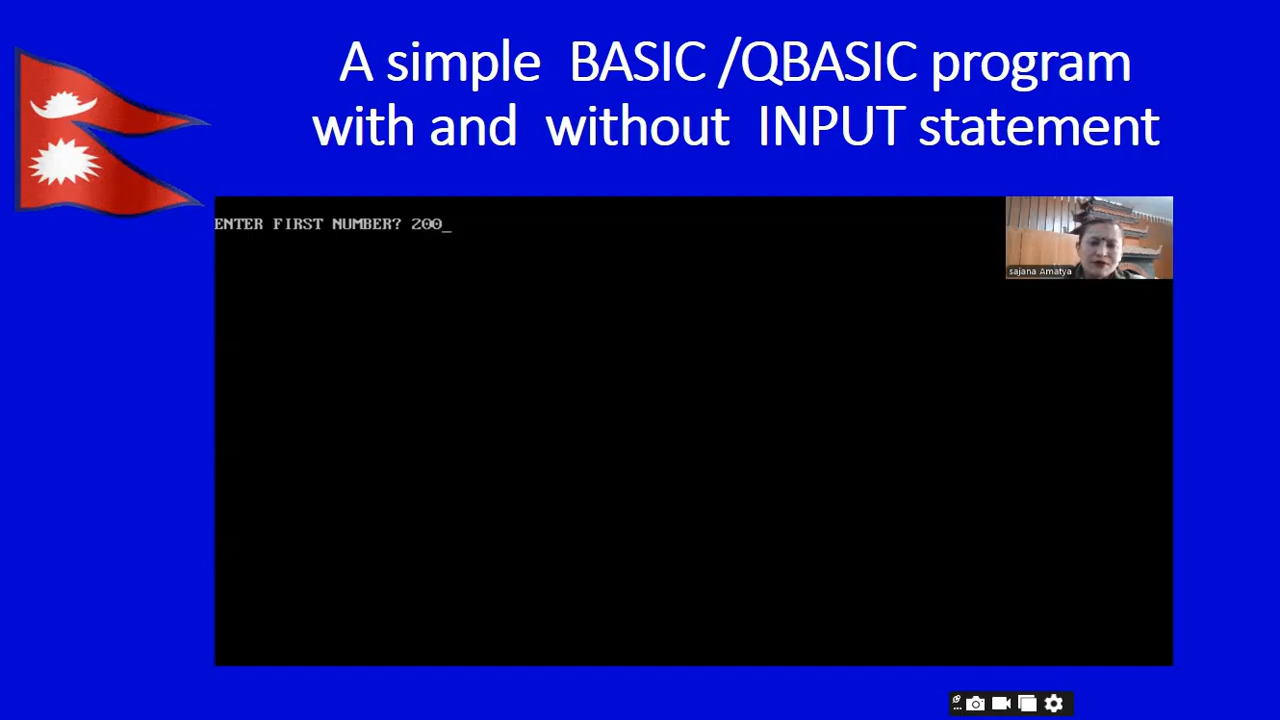 A simple BASIC /QBASIC program
with and without INPUT statement
ENTER FIRST NUMBER? 200_
sajana Amatya